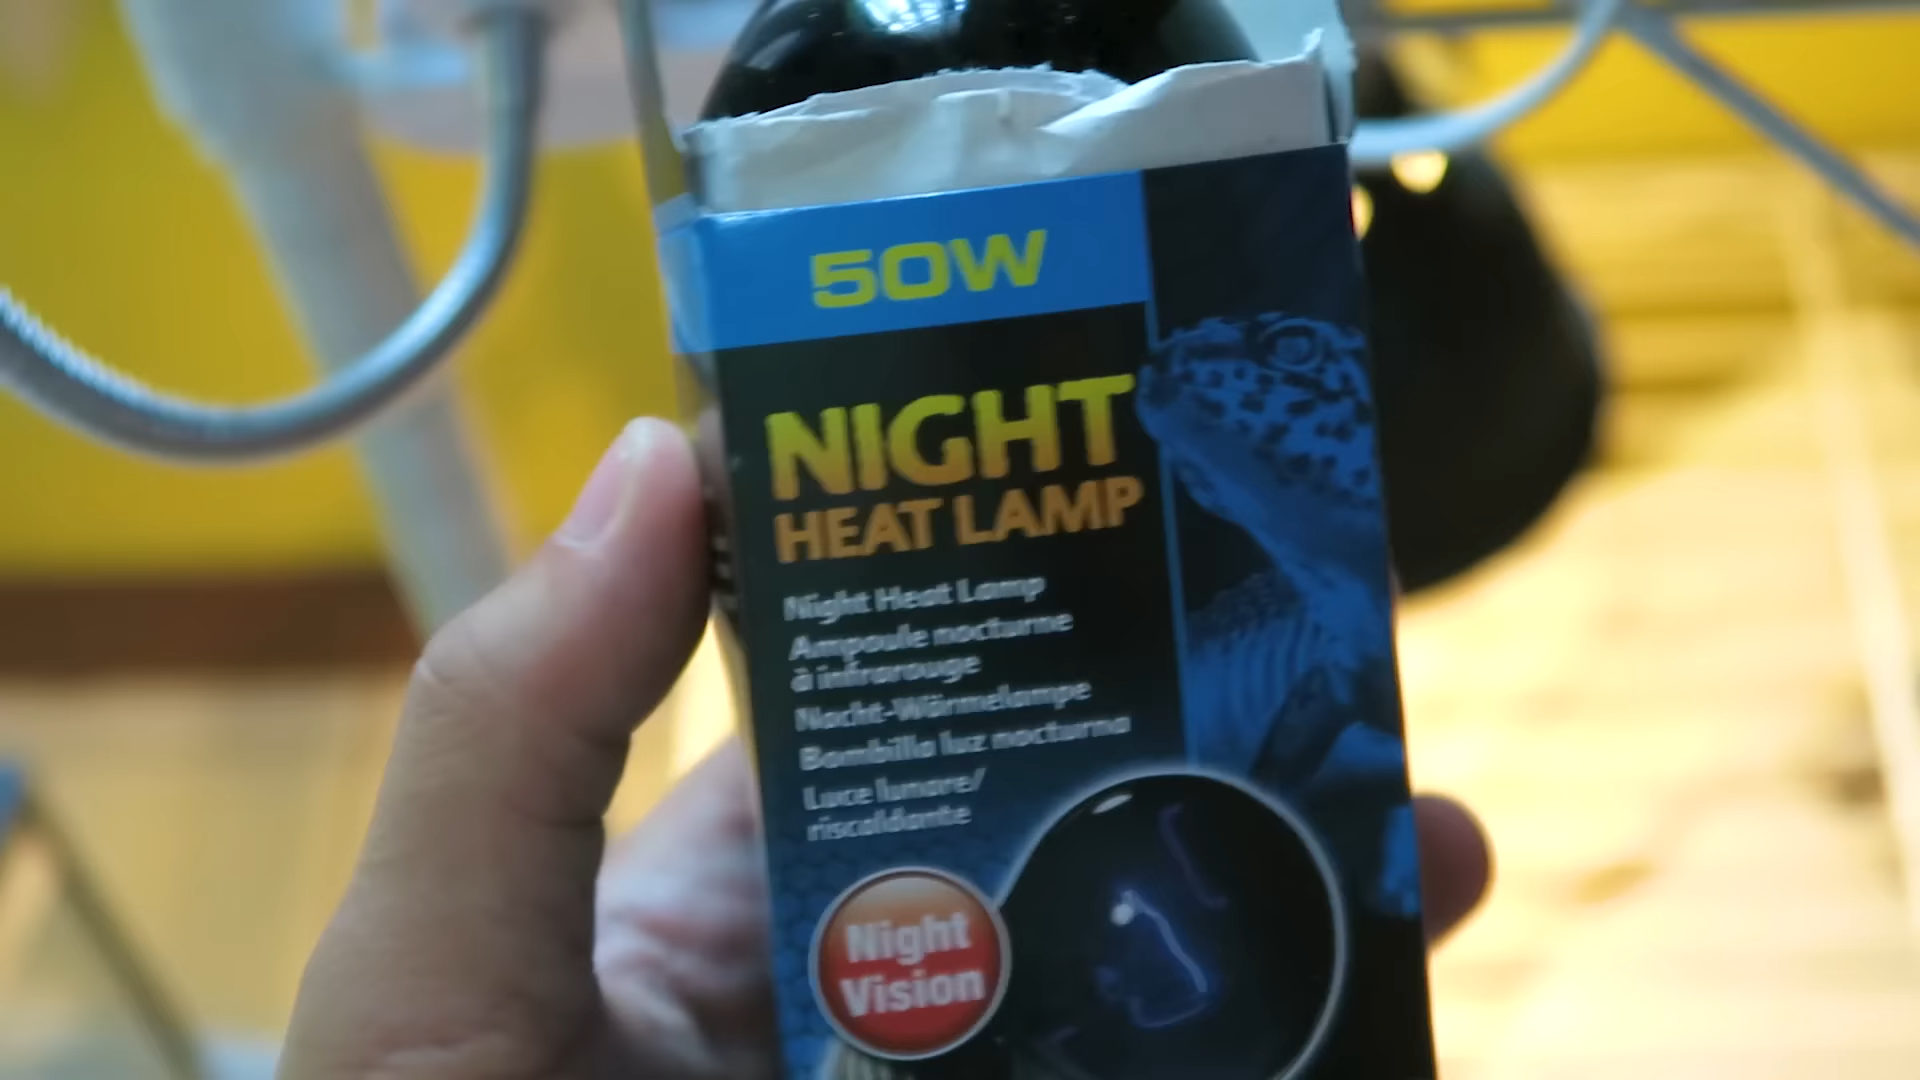 50W
NIGHT
HEAT LAMP
Night Heat Lamp
Ampoule nocturne
à infrarouge
Nacht-Wärmelampe
Bombilla luz nocturna
Luce lunare/
riscaldante
Night
Vision